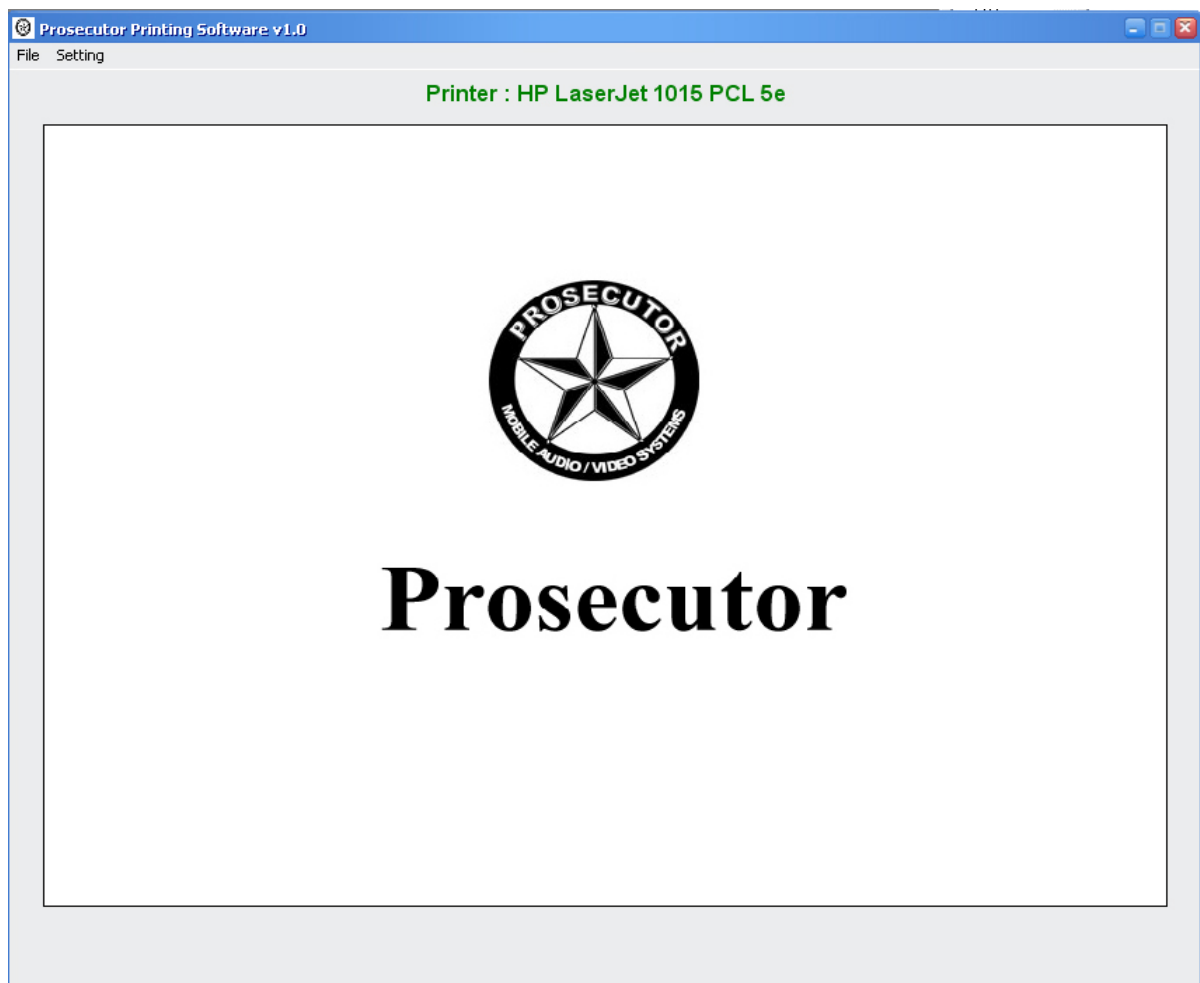 Prosecutor Printing Software v1.0
File Setting
Printer : HP LaserJet 1015 PCL 5e
PROSECUTOR
MOBILE AUDIO / VIDEO SYSTEMS
Prosecutor